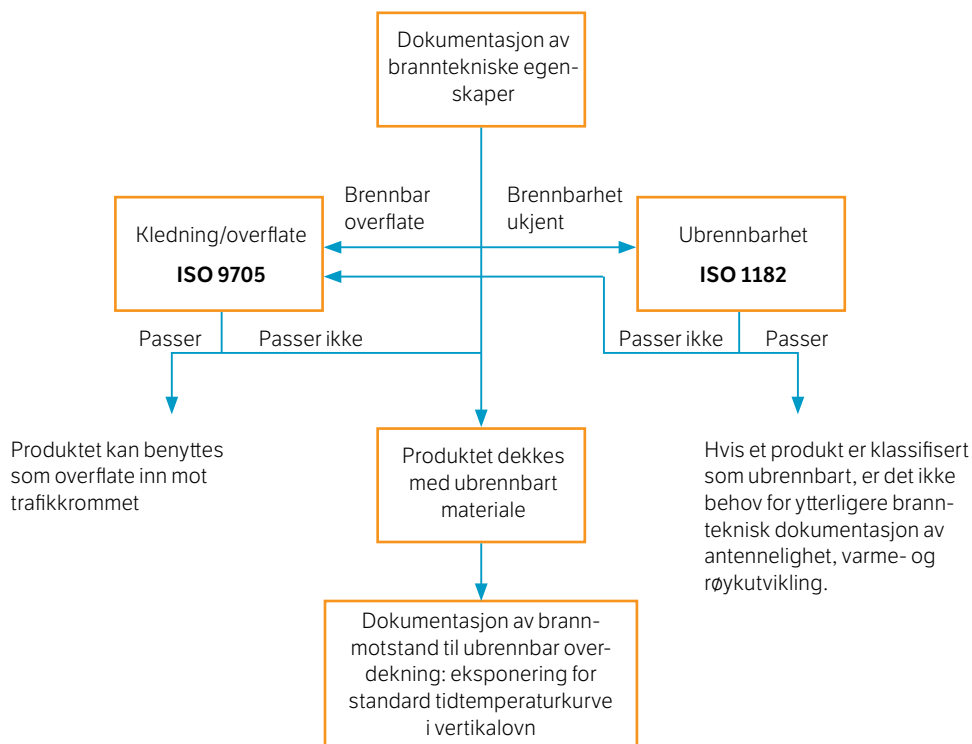 Dokumentasjon av
branntekniske egen-
skaper
Brennbar
overflate
Brennbarhet
ukjent
Kledning/overflate
ISO 9705
Ubrennbarhet
ISO 1182
Passer
Passer ikke
Passer ikke
Passer
Produktet kan benyttes
som overflate inn mot
trafikkrommet
Produktet dekkes
med ubrennbart
materiale
Hvis et produkt er klassifisert
som ubrennbart, er det ikke
behov for ytterligere brann-
teknisk dokumentasjon av
antennelighet, varme- og
røykutvikling.
Dokumentasjon av brann-
motstand til ubrennbar over-
dekning: eksponering for
standard tidtemperaturkurve
i vertikalovn